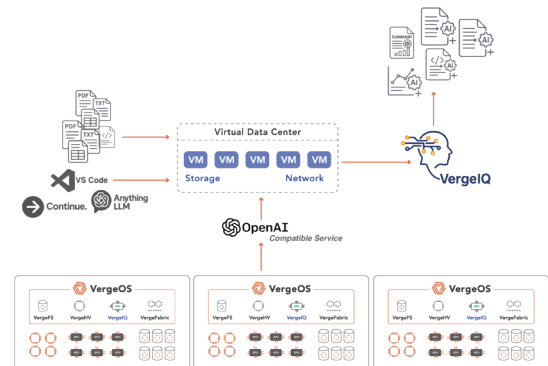 SUMMARY
AI
AI
AI
AI
PDF
TXT
PDF
TXT
Virtual Data Center
VM VM VM VM VM
Storage Network
VS Code
Continue.
Anything
LLM
VergeIQ
OpenAI
Compatible Service
VergeOS
VergeFS VergeHV VergeIQ VergeFabric
VergeOS
VergeFS VergeHV VergeIQ VergeFabric
VergeOS
VergeFS VergeHV VergeIQ VergeFabric